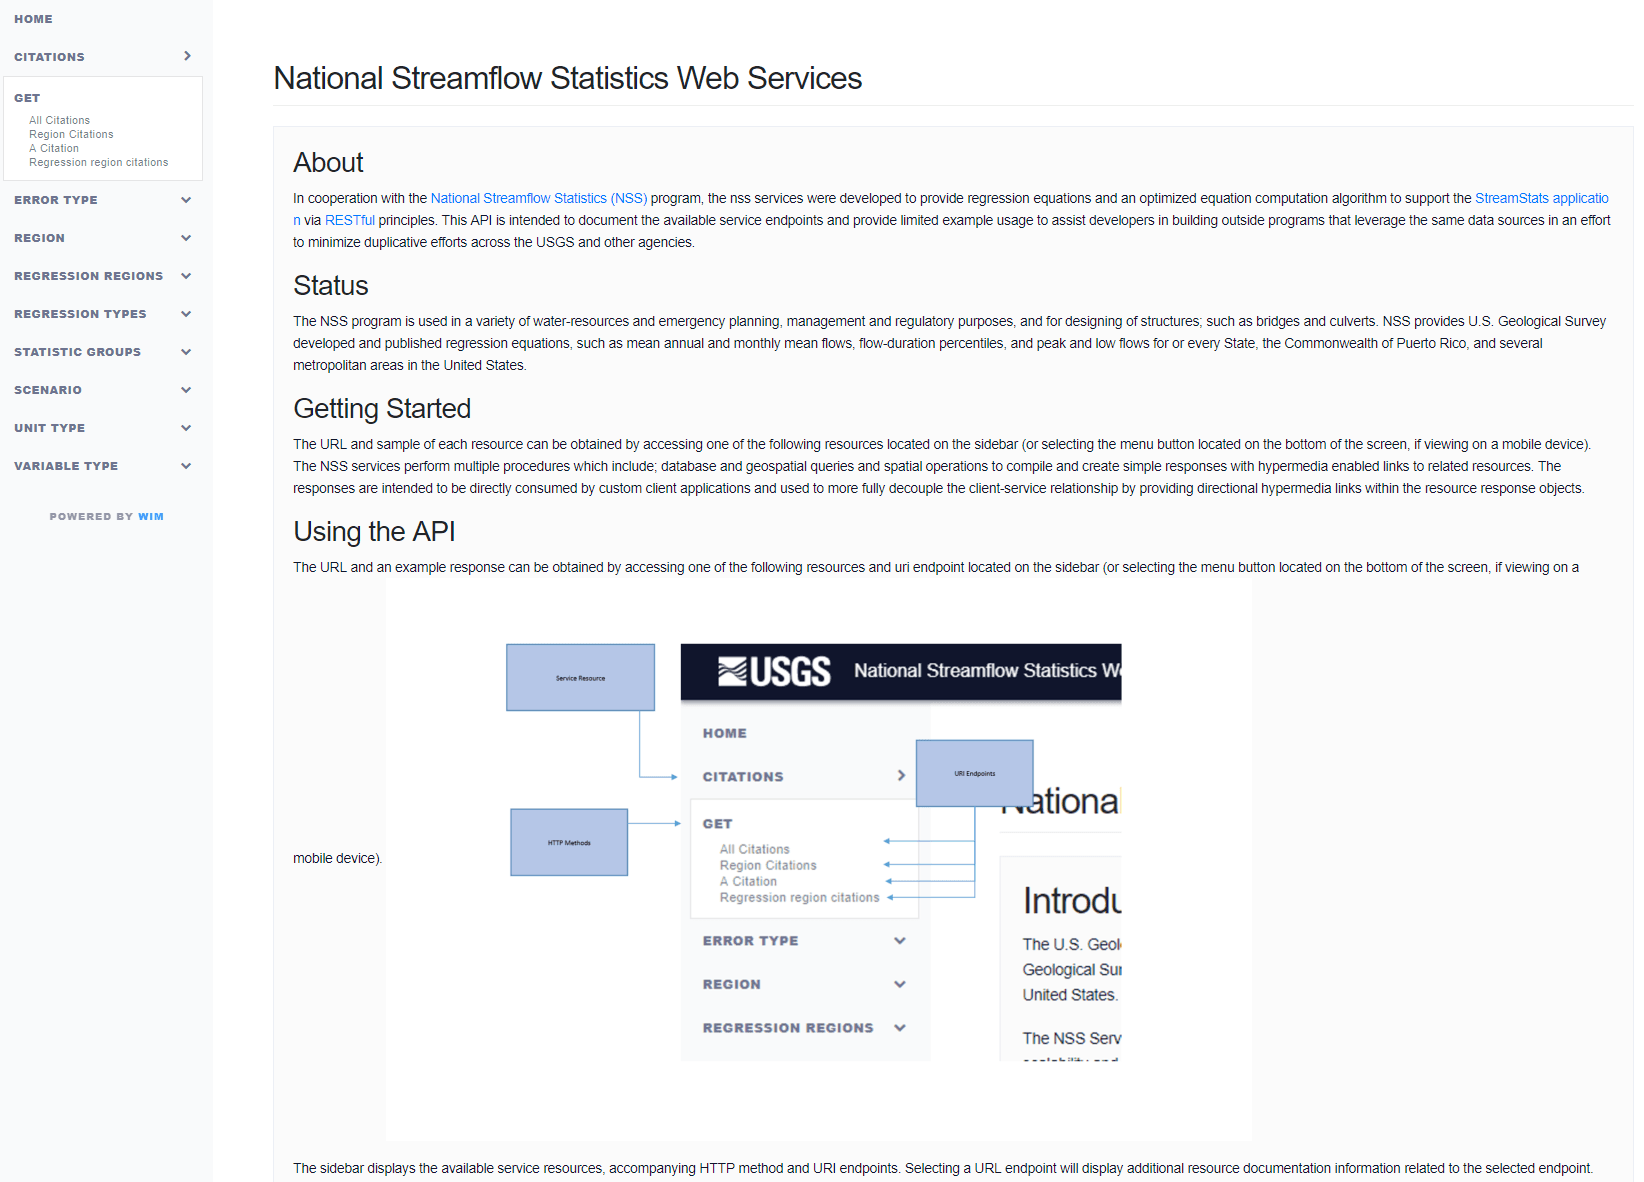 HOME
CITATIONS
GET
All Citations
Region Citations
A Citation
Regression region citations
ERROR TYPE
REGION
REGRESSION REGIONS
REGRESSION TYPES
STATISTIC GROUPS
SCENARIO
UNIT TYPE
VARIABLE TYPE
POWERED BY WIM
National Streamflow Statistics Web Services
About
In cooperation with the National Streamflow Statistics (NSS) program, the nss services were developed to provide regression equations and an optimized equation computation algorithm to support the StreamStats applicatio
n via RESTful principles. This API is intended to document the available service endpoints and provide limited example usage to assist developers in building outside programs that leverage the same data sources in an effort
to minimize duplicative efforts across the USGS and other agencies.
Status
The NSS program is used in a variety of water-resources and emergency planning, management and regulatory purposes, and for designing of structures; such as bridges and culverts. NSS provides U.S. Geological Survey
developed and published regression equations, such as mean annual and monthly mean flows, flow-duration percentiles, and peak and low flows for or every State, the Commonwealth of Puerto Rico, and several
metropolitan areas in the United States.
Getting Started
The URL and sample of each resource can be obtained by accessing one of the following resources located on the sidebar (or selecting the menu button located on the bottom of the screen, if viewing on a mobile device).
The NSS services perform multiple procedures which include; database and geospatial queries and spatial operations to compile and create simple responses with hypermedia enabled links to related resources. The
responses are intended to be directly consumed by custom client applications and used to more fully decouple the client-service relationship by providing directional hypermedia links within the resource response objects.
Using the API
The URL and an example response can be obtained by accessing one of the following resources and uri endpoint located on the sidebar (or selecting the menu button located on the bottom of the screen, if viewing on a
mobile device).
Service Resource
HTTP Methods
URI Endpoints
USGS National Streamflow Statistics W
HOME
CITATIONS
GET
All Citations
Region Citations
A Citation
Regression region citations
ERROR TYPE
REGION
REGRESSION REGIONS
National
Introdu
The U.S. Geol
Geological Sur
United States.
The NSS Serv
The sidebar displays the available service resources, accompanying HTTP method and URI endpoints. Selecting a URL endpoint will display additional resource documentation information related to the selected endpoint.